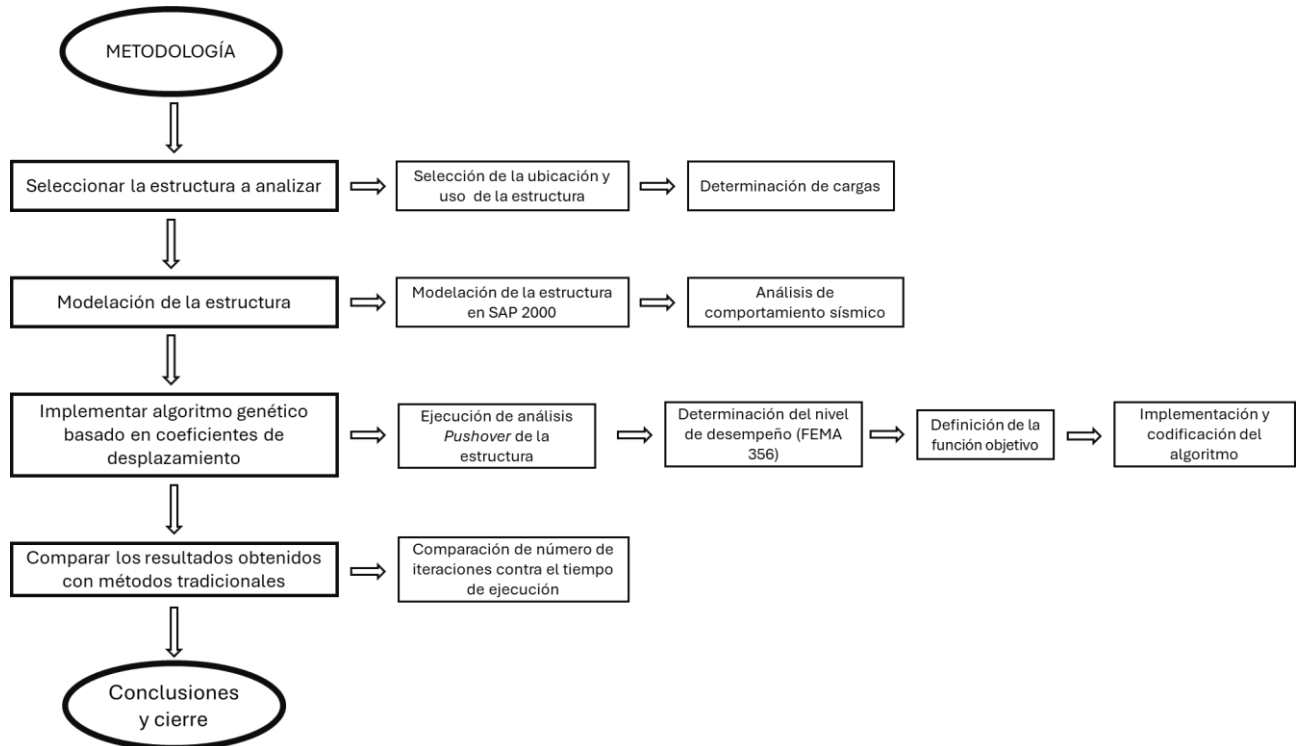 METODOLOGÍA
Seleccionar la estructura a analizar
Selección de la ubicación y
uso de la estructura
Determinación de cargas
Modelación de la estructura
Modelación de la estructura
en SAP 2000
Análisis de
comportamiento sísmico
Implementar algoritmo genético
basado en coeficientes de
desplazamiento
Ejecución de análisis
Pushover de la
estructura
Determinación del nivel
de desempeño (FEMA
356)
Definición de la
función objetivo
Implementación y
codificación del
algoritmo
Comparar los resultados obtenidos
con métodos tradicionales
Comparación de número de
iteraciones contra el tiempo
de ejecución
Conclusiones
y cierre